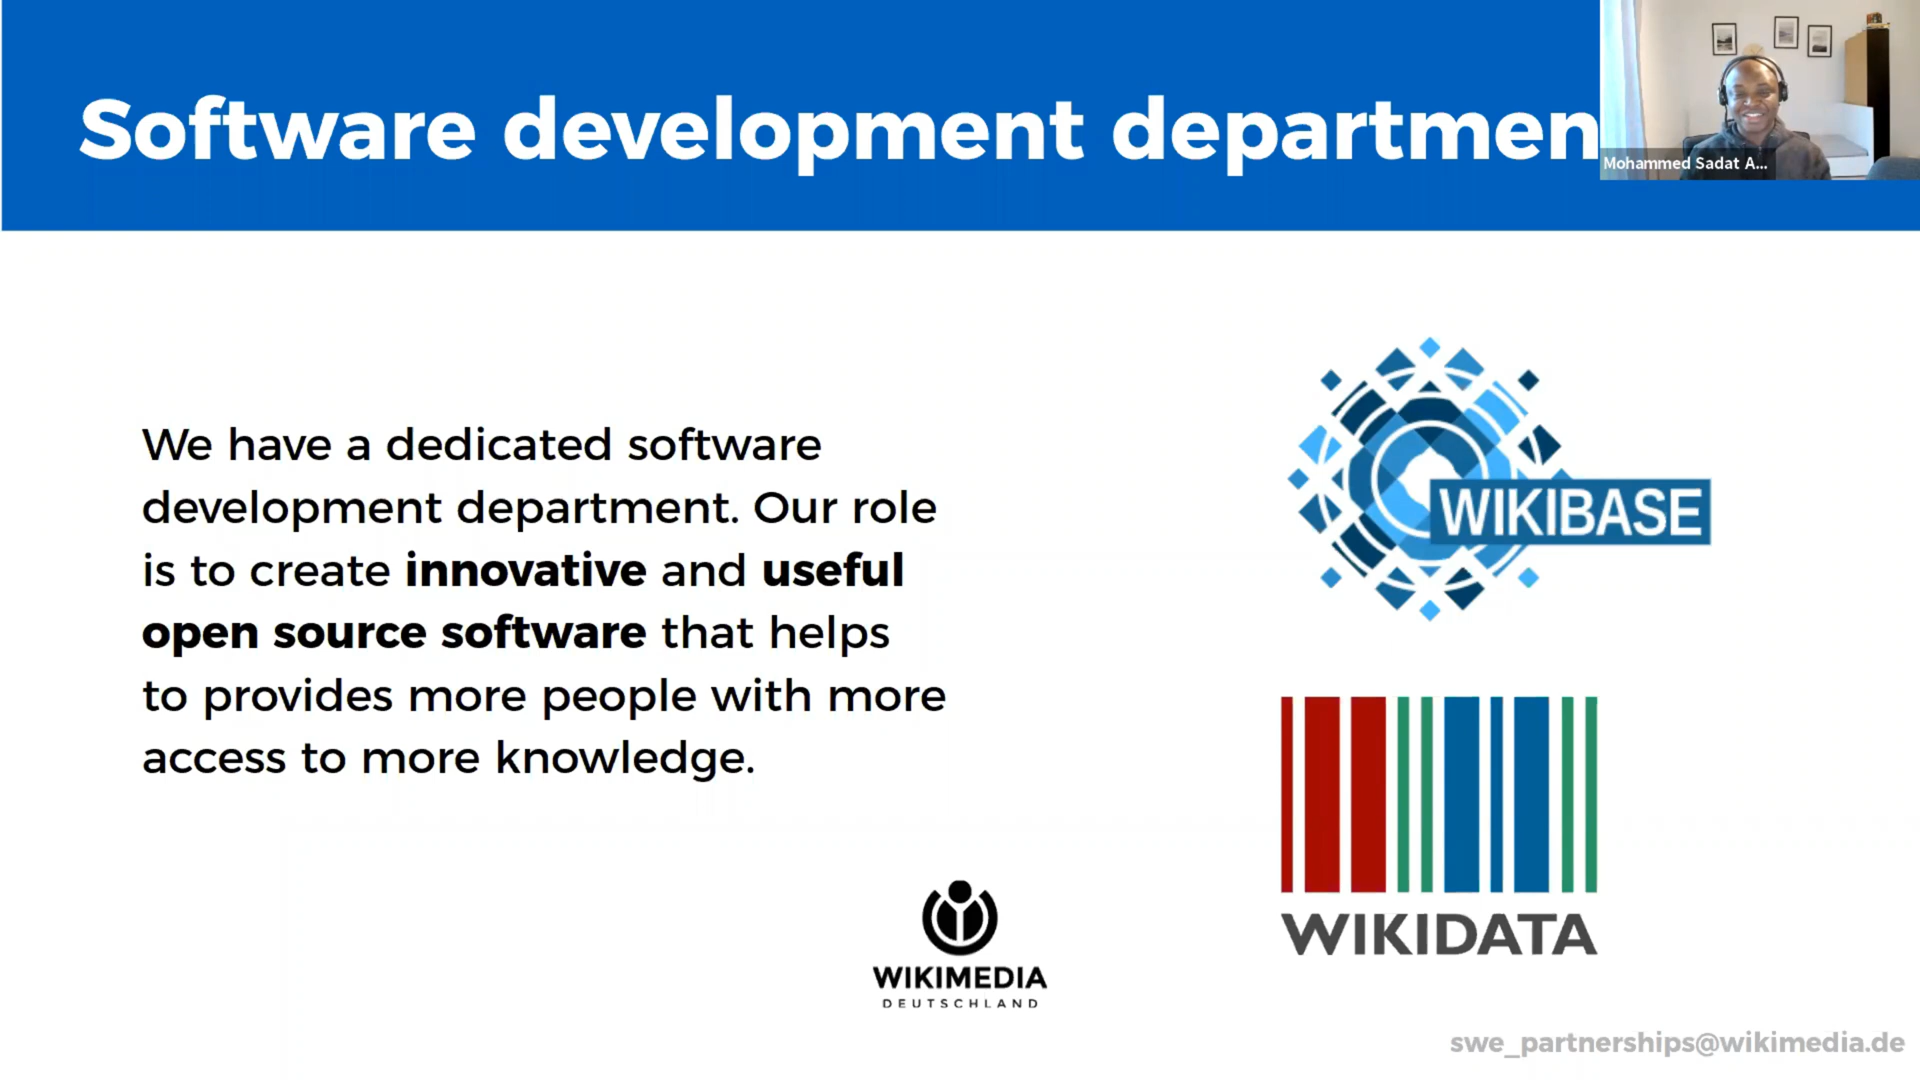 Software development departmen
Mohammed Sadat A...
We have a dedicated software
development department. Our role
is to create innovative and useful
open source software that helps
to provides more people with more
access to more knowledge.
WIKIBASE
WIKIDATA
WIKIMEDIA
DEUTSCHLAND
swe_partnerships@wikimedia.de